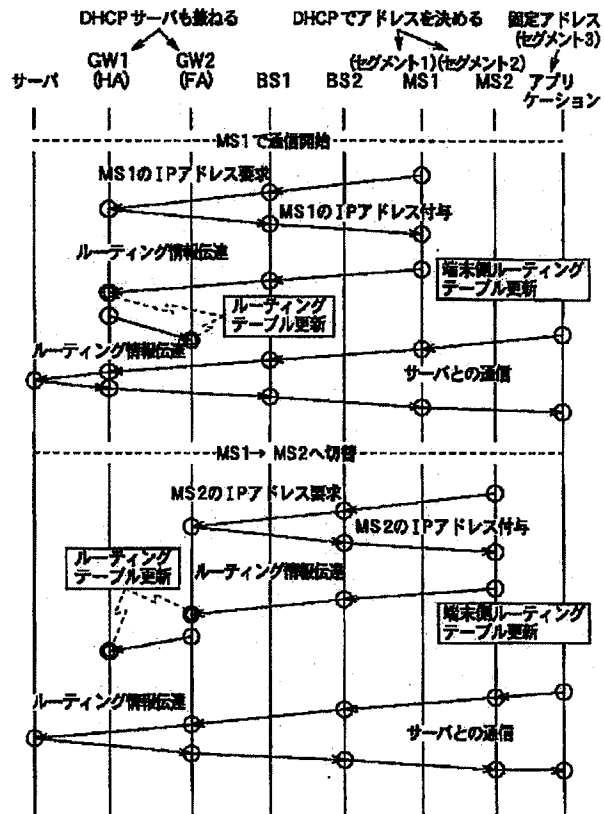 DHCPサーバも兼ねる
DHCPでアドレスを決める
固定アドレス
(セグメント3)
サーバ
GW1
(HA)
GW2
(FA)
BS1
BS2
(セグメント1)(セグメント2)
MS1
MS2
アプリ
ケーション
MS1で通信開始
MS1のIPアドレス要求
MS1のIPアドレス付与
ルーティング情報伝達
端末側ルーティング
テーブル更新
ルーティング
テーブル更新
ルーティング情報伝達
サーバとの通信
MS1→MS2へ切替
MS2のIPアドレス要求
MS2のIPアドレス付与
ルーティング
テーブル更新
ルーティング情報伝達
端末側ルーティング
テーブル更新
ルーティング情報伝達
サーバとの通信